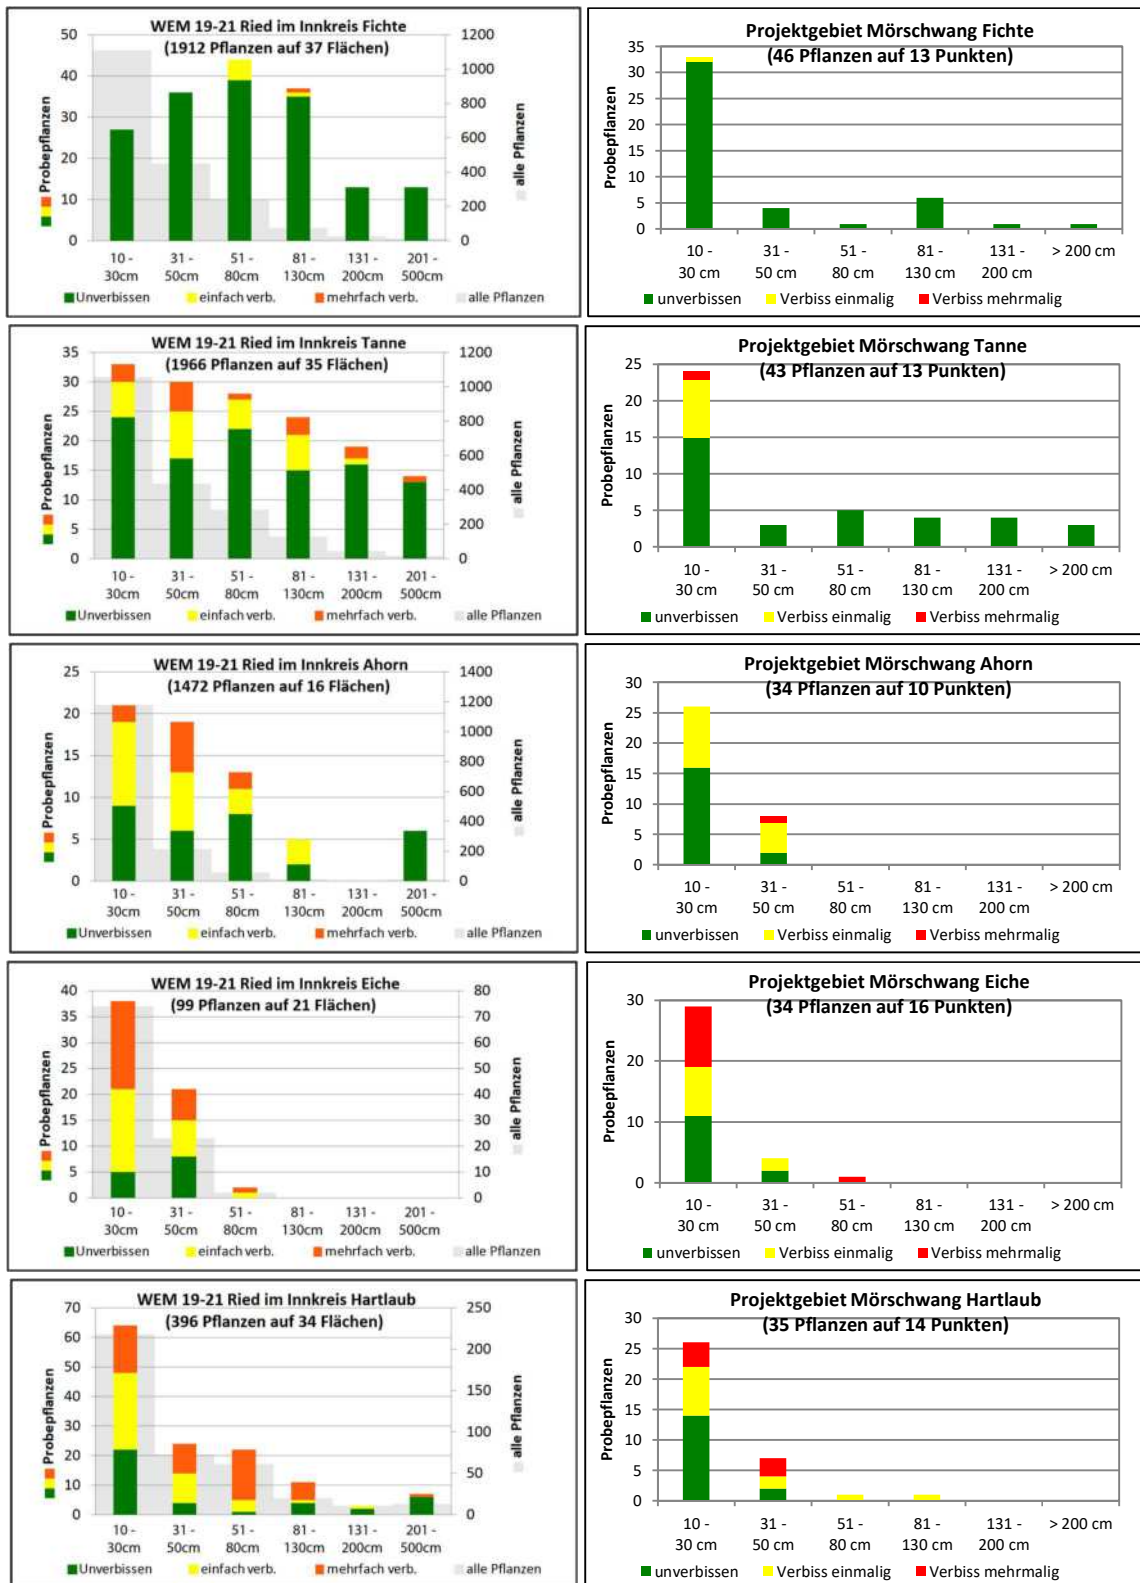 WEM 19-21 Ried im Innkreis Fichte
(1912 Pflanzen auf 37 Flächen)
50 40 30 20 10 0
Probepflanzen
1200 1000 800 600 400 200 0
alle Pflanzen
10 - 30cm 31 - 50cm 51 - 80cm 81 - 130cm 131 - 200cm 201 - 500cm
Unverbissen einfach verb. mehrfach verb. alle Pflanzen
Projektgebiet Mörschwang Fichte
(46 Pflanzen auf 13 Punkten)
35 30 25 20 15 10 5 0
Probepflanzen
10 - 30 cm 31 - 50 cm 51 - 80 cm 81 - 130 cm 131 - 200 cm > 200 cm
unverbissen Verbiss einmalig Verbiss mehrmalig
WEM 19-21 Ried im Innkreis Tanne
(1966 Pflanzen auf 35 Flächen)
35 30 25 20 15 10 5 0
Probepflanzen
1200 1000 800 600 400 200 0
alle Pflanzen
10 - 30cm 31 - 50cm 51 - 80cm 81 - 130cm 131 - 200cm 201 - 500cm
Unverbissen einfach verb. mehrfach verb. alle Pflanzen
Projektgebiet Mörschwang Tanne
(43 Pflanzen auf 13 Punkten)
25 20 15 10 5 0
Probepflanzen
10 - 30 cm 31 - 50 cm 51 - 80 cm 81 - 130 cm 131 - 200 cm > 200 cm
unverbissen Verbiss einmalig Verbiss mehrmalig
WEM 19-21 Ried im Innkreis Ahorn
(1472 Pflanzen auf 16 Flächen)
25 20 15 10 5 0
Probepflanzen
1400 1200 1000 800 600 400 200 0
alle Pflanzen
10 - 30cm 31 - 50cm 51 - 80cm 81 - 130cm 131 - 200cm 201 - 500cm
Unverbissen einfach verb. mehrfach verb. alle Pflanzen
Projektgebiet Mörschwang Ahorn
(34 Pflanzen auf 10 Punkten)
30 25 20 15 10 5 0
Probepflanzen
10 - 30 cm 31 - 50 cm 51 - 80 cm 81 - 130 cm 131 - 200 cm > 200 cm
unverbissen Verbiss einmalig Verbiss mehrmalig
WEM 19-21 Ried im Innkreis Eiche
(99 Pflanzen auf 21 Flächen)
40 35 30 25 20 15 10 5 0
Probepflanzen
80 70 60 50 40 30 20 10 0
alle Pflanzen
10 - 30cm 31 - 50cm 51 - 80cm 81 - 130cm 131 - 200cm 201 - 500cm
Unverbissen einfach verb. mehrfach verb. alle Pflanzen
Projektgebiet Mörschwang Eiche
(34 Pflanzen auf 16 Punkten)
30 20 10 0
Probepflanzen
10 - 30 cm 31 - 50 cm 51 - 80 cm 81 - 130 cm 131 - 200 cm > 200 cm
unverbissen Verbiss einmalig Verbiss mehrmalig
WEM 19-21 Ried im Innkreis Hartlaub
(396 Pflanzen auf 34 Flächen)
70 60 50 40 30 20 10 0
Probepflanzen
250 200 150 100 50 0
alle Pflanzen
10 - 30cm 31 - 50cm 51 - 80cm 81 - 130cm 131 - 200cm 201 - 500cm
Unverbissen einfach verb. mehrfach verb. alle Pflanzen
Projektgebiet Mörschwang Hartlaub
(35 Pflanzen auf 14 Punkten)
30 25 20 15 10 5 0
Probepflanzen
10 - 30 cm 31 - 50 cm 51 - 80 cm 81 - 130 cm 131 - 200 cm > 200 cm
unverbissen Verbiss einmalig Verbiss mehrmalig